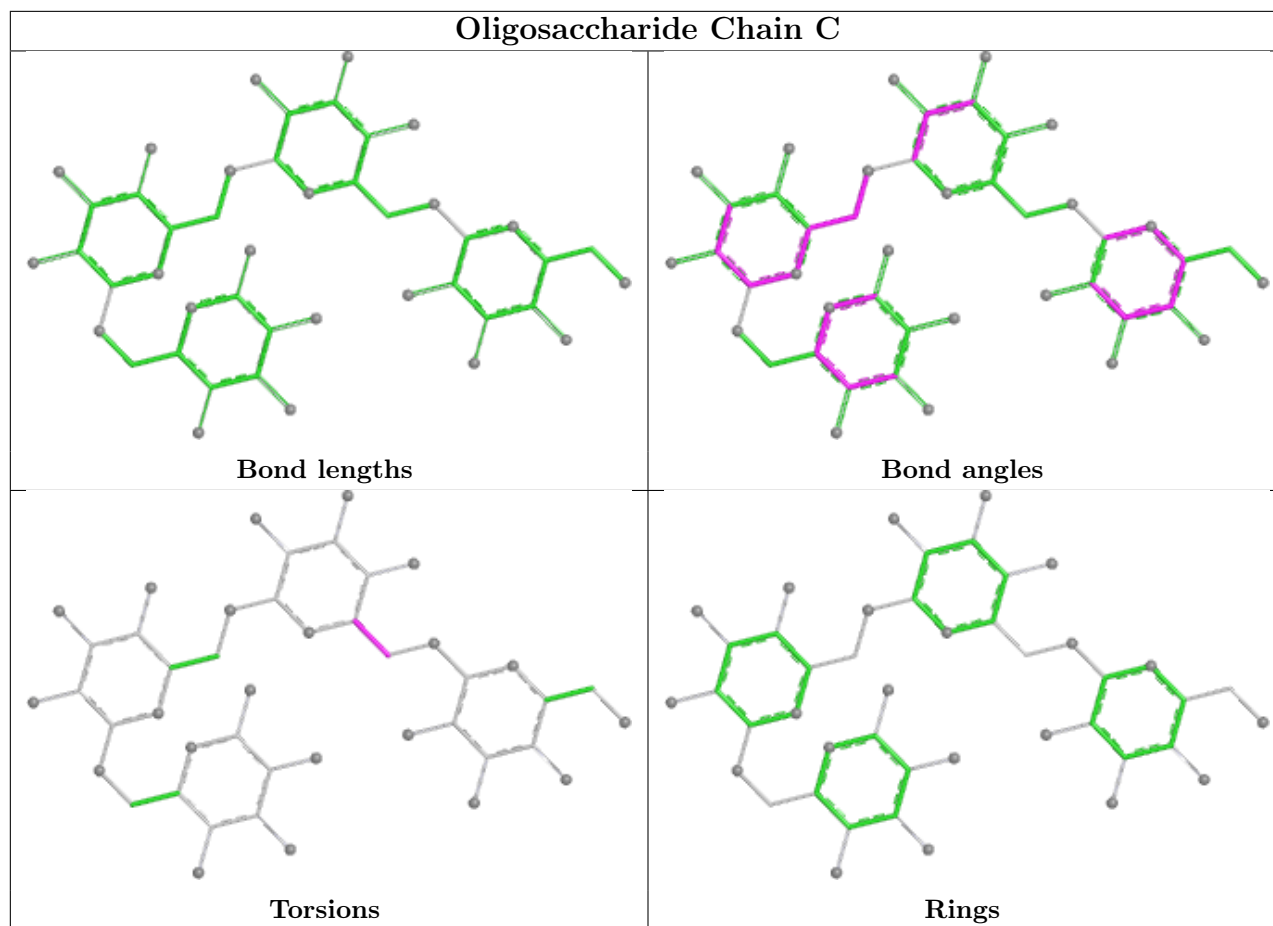 Oligosaccharide Chain C
Bond lengths
Bond angles
Torsions
Rings